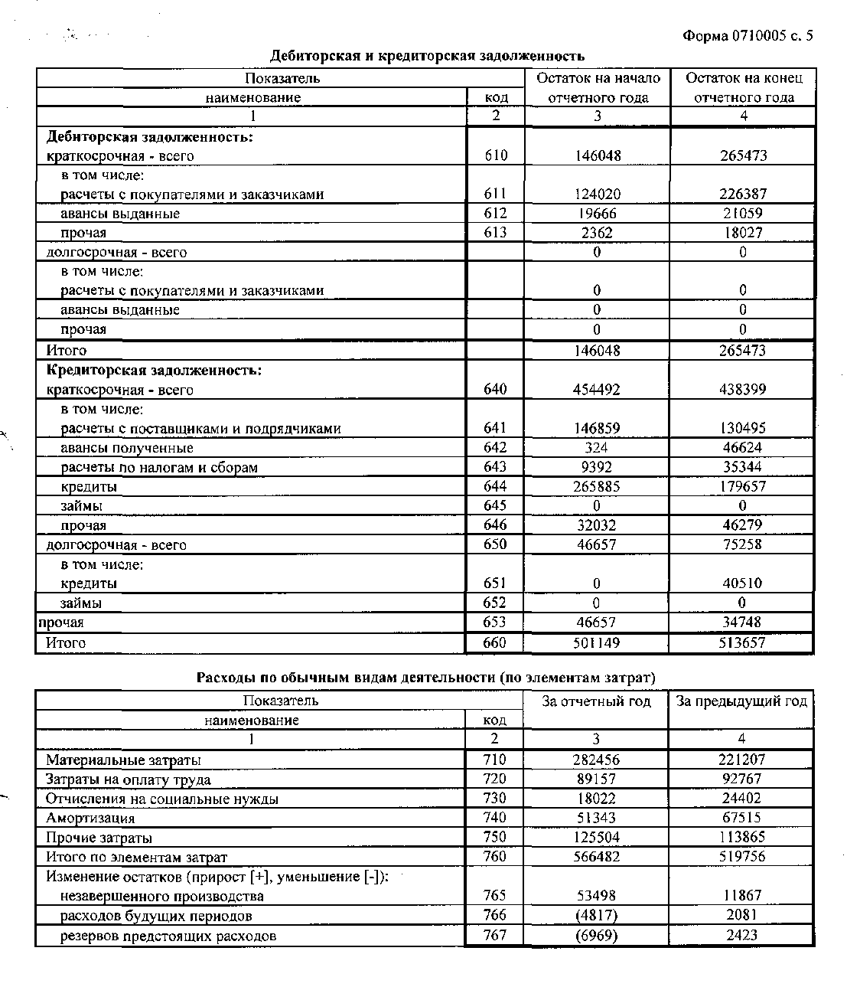 Форма 0710005 с. 5
Дебиторская и кредиторская задолженность
Показатель Остаток на начало Остаток на конец
наименование код отчетного года отчетного года
1 2 3 4
Дебиторская задолженность:
краткосрочная - всего 610 146048 265473
в том числе:
расчеты с покупателями и заказчиками 611 124020 226387
авансы выданные 612 19666 21059
прочая 613 2362 18027
долгосрочная - всего 0 0
в том числе:
расчеты с покупателями и заказчиками 0 0
авансы выданные 0 0
прочая 0 0
Итого 146048 265473
Кредиторская задолженность:
краткосрочная - всего 640 454492 438399
в том числе:
расчеты с поставщиками и подрядчиками 641 146859 130495
авансы полученные 642 324 46624
расчеты по налогам и сборам 643 9392 35344
кредиты 644 265885 179657
займы 645 0 0
прочая 646 32032 46279
долгосрочная - всего 650 46657 75258
в том числе:
кредиты 651 0 40510
займы 652 0 0
прочая 653 46657 34748
Итого 660 501149 513657
Расходы по обычным видам деятельности (по элементам затрат)
Показатель За отчетный год За предыдущий год
наименование код
1 2 3 4
Материальные затраты 710 282456 221207
Затраты на оплату труда 720 89157 92767
Отчисления на социальные нужды 730 18022 24402
Амортизация 740 51343 67515
Прочие затраты 750 125504 113865
Итого по элементам затрат 760 566482 519756
Изменение остатков (прирост [+], уменьшение [-]):
незавершенного производства 765 53498 11867
расходов будущих периодов 766 (4817) 2081
резервов предстоящих расходов 767 (6969) 2423